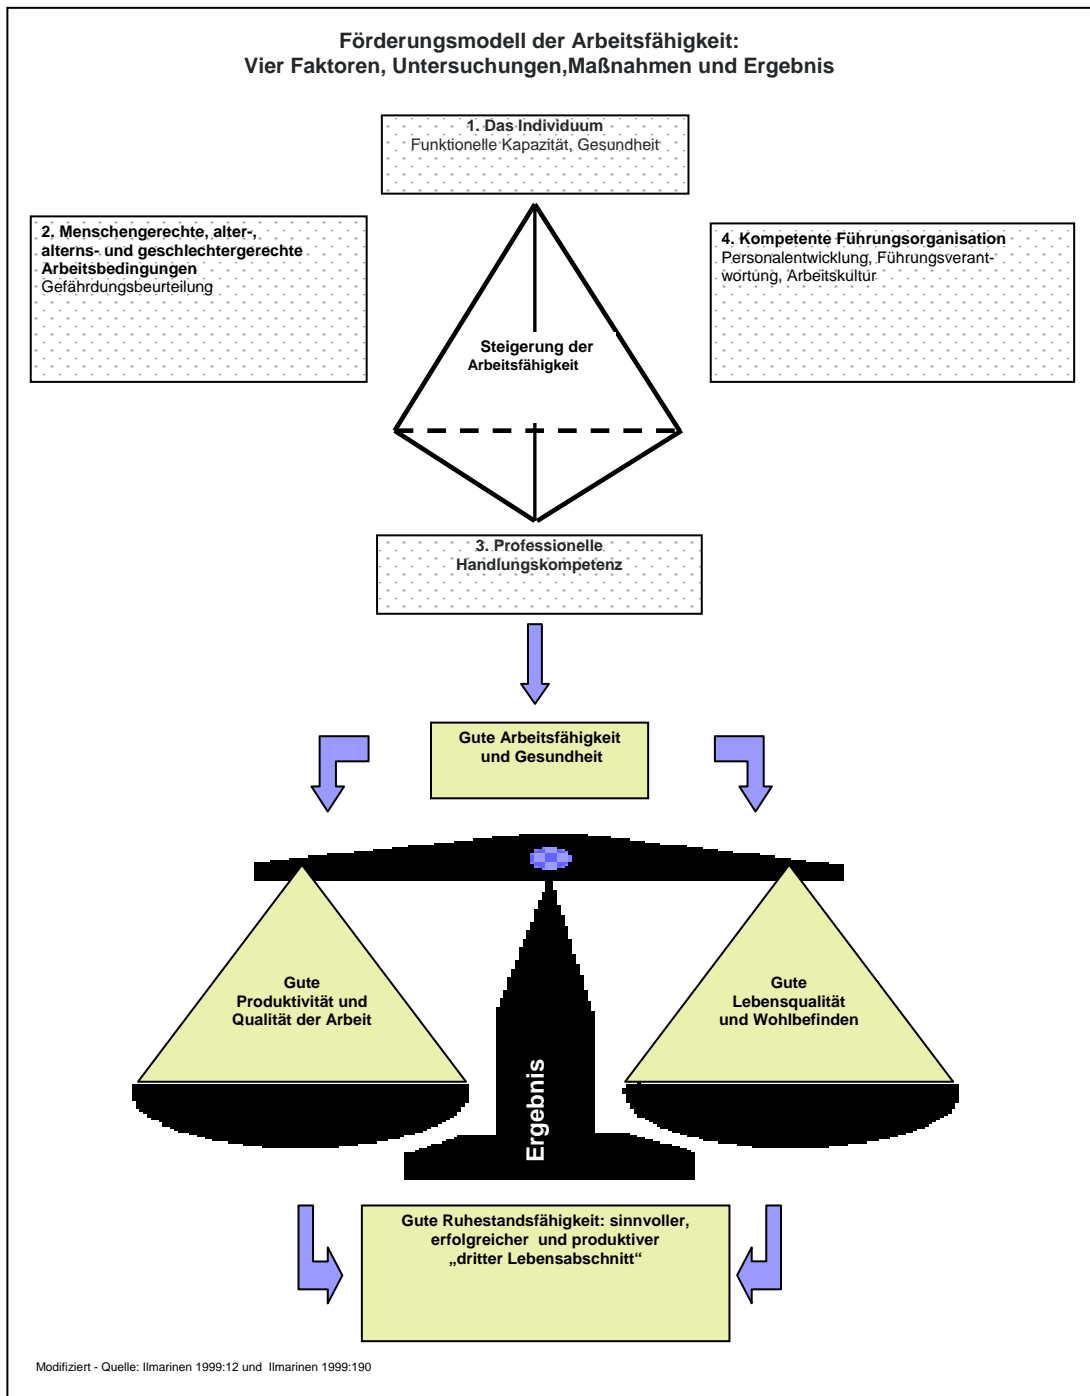 Förderungsmodell der Arbeitsfähigkeit:
Vier Faktoren, Untersuchungen,Maßnahmen und Ergebnis
1. Das Individuum
Funktionelle Kapazität, Gesundheit
2. Menschengerechte, alter-,
alterns- und geschlechtergerechte
Arbeitsbedingungen
Gefährdungsbeurteilung
4. Kompetente Führungsorganisation
Personalentwicklung, Führungsverant-
wortung, Arbeitskultur
Steigerung der
Arbeitsfähigkeit
3. Professionelle
Handlungskompetenz
Gute Arbeitsfähigkeit
und Gesundheit
Gute
Produktivität und
Qualität der Arbeit
Gute
Lebensqualität
und Wohlbefinden
Ergebnis
Gute Ruhestandsfähigkeit: sinnvoller,
erfolgreicher und produktiver
„dritter Lebensabschnitt“
Modifiziert - Quelle: Ilmarinen 1999:12 und Ilmarinen 1999:190